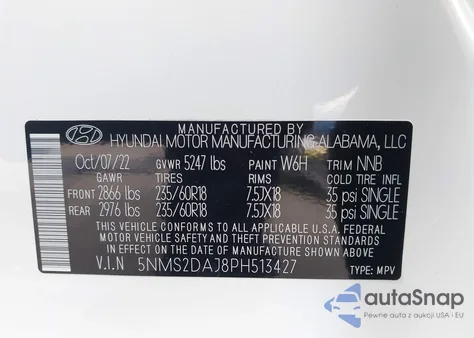 MANUFACTURED BY
HYUNDAI MOTOR MANUFACTURING ALABAMA, LLC
Oct/07/22 GVWR 5247 lbs PAINT W6H TRIM NNB
GAWR TIRES RIMS COLD TIRE INFL
FRONT 2866 lbs 235/60R18 7.5JX18 35 psi SINGLE
REAR 2976 lbs 235/60R18 7.5JX18 35 psi SINGLE
THIS VEHICLE CONFORMS TO ALL APPLICABLE U.S.A. FEDERAL
MOTOR VEHICLE SAFETY AND THEFT PREVENTION STANDARDS
IN EFFECT ON THE DATE OF MANUFACTURE SHOWN ABOVE.
V.I.N 5NMS2DAJ8PH513427 TYPE: MPV
autoSnap
Pewne auta z aukcji USA i EU